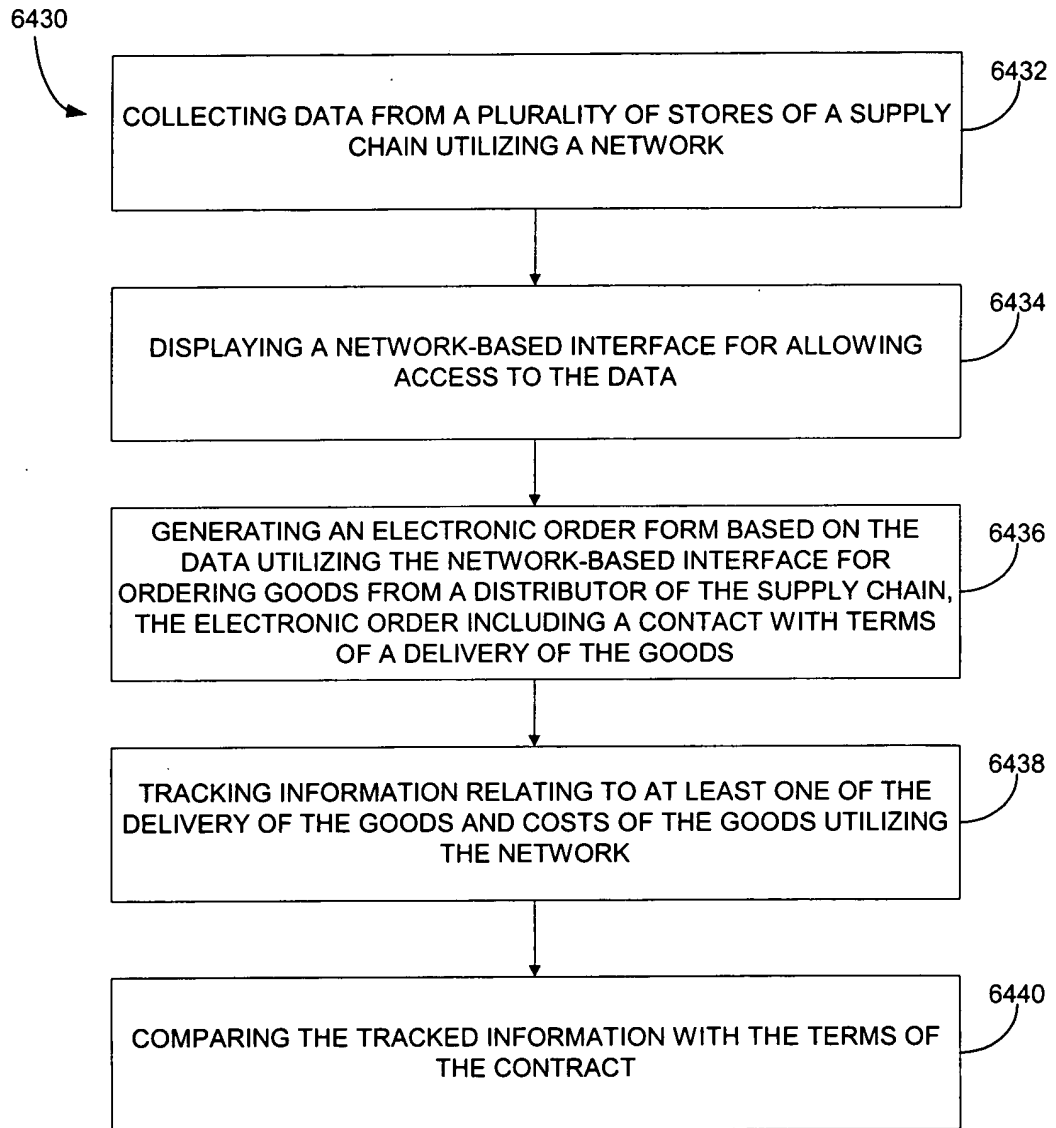 6430
6432
COLLECTING DATA FROM A PLURALITY OF STORES OF A SUPPLY
CHAIN UTILIZING A NETWORK
6434
DISPLAYING A NETWORK-BASED INTERFACE FOR ALLOWING
ACCESS TO THE DATA
GENERATING AN ELECTRONIC ORDER FORM BASED ON THE
DATA UTILIZING THE NETWORK-BASED INTERFACE FOR
6436
ORDERING GOODS FROM A DISTRIBUTOR OF THE SUPPLY CHAIN,
THE ELECTRONIC ORDER INCLUDING A CONTACT WITH TERMS
OF A DELIVERY OF THE GOODS
6438
TRACKING INFORMATION RELATING TO AT LEAST ONE OF THE
DELIVERY OF THE GOODS AND COSTS OF THE GOODS UTILIZING
THE NETWORK
6440
COMPARING THE TRACKED INFORMATION WITH THE TERMS OF
THE CONTRACT